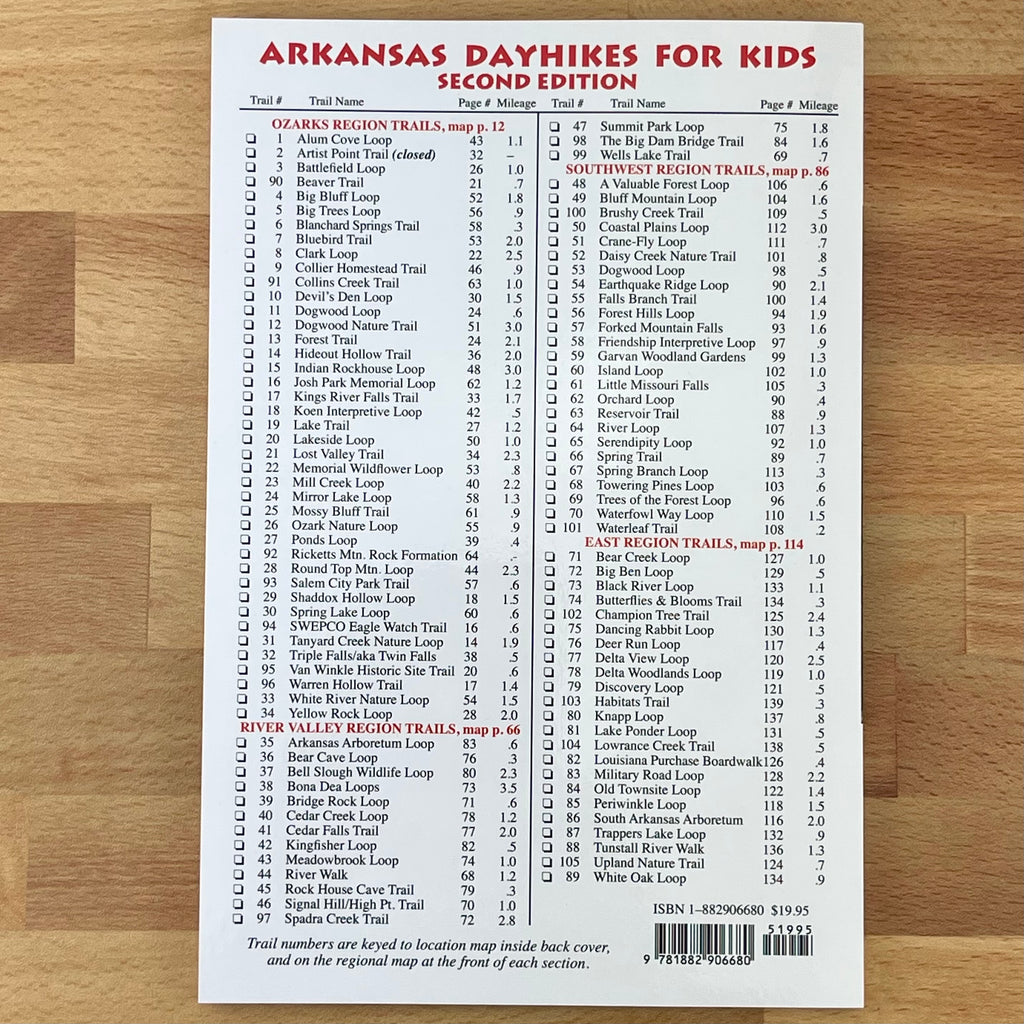 ARKANSAS DAYHIKES FOR KIDS
SECOND EDITION
Trail # Trail Name Page # Mileage
OZARKS REGION TRAILS, map p. 12
❏ 1 Alum Cove Loop 43 1.1
❏ 2 Artist Point Trail (closed) 32 –
❏ 3 Battlefield Loop 26 1.0
❏ 90 Beaver Trail 21 .7
❏ 4 Big Bluff Loop 52 1.8
❏ 5 Big Trees Loop 56 .9
❏ 6 Blanchard Springs Trail 58 .3
❏ 7 Bluebird Trail 53 2.0
❏ 8 Clark Loop 22 2.5
❏ 9 Collier Homestead Trail 46 .9
❏ 91 Collins Creek Trail 63 1.0
❏ 10 Devil's Den Loop 30 1.5
❏ 11 Dogwood Loop 24 .6
❏ 12 Dogwood Nature Trail 51 3.0
❏ 13 Forest Trail 24 2.1
❏ 14 Hideout Hollow Trail 36 2.0
❏ 15 Indian Rockhouse Loop 48 3.0
❏ 16 Josh Park Memorial Loop 62 1.2
❏ 17 Kings River Falls Trail 33 1.7
❏ 18 Koen Interpretive Loop 42 .5
❏ 19 Lake Trail 27 1.2
❏ 20 Lakeside Loop 50 1.0
❏ 21 Lost Valley Trail 34 2.3
❏ 22 Memorial Wildflower Loop 53 .8
❏ 23 Mill Creek Loop 40 2.2
❏ 24 Mirror Lake Loop 58 1.3
❏ 25 Mossy Bluff Trail 61 .9
❏ 26 Ozark Nature Loop 55 .9
❏ 27 Ponds Loop 39 .4
❏ 92 Ricketts Mtn. Rock Formation 64 .-
❏ 28 Round Top Mtn. Loop 44 2.3
❏ 93 Salem City Park Trail 57 .6
❏ 29 Shaddox Hollow Loop 18 1.5
❏ 30 Spring Lake Loop 60 .6
❏ 94 SWEPCO Eagle Watch Trail 16 .6
❏ 31 Tanyard Creek Nature Loop 14 1.9
❏ 32 Triple Falls/aka Twin Falls 38 .5
❏ 95 Van Winkle Historic Site Trail 20 .6
❏ 96 Warren Hollow Trail 17 1.4
❏ 33 White River Nature Loop 54 1.5
❏ 34 Yellow Rock Loop 28 2.0
RIVER VALLEY REGION TRAILS, map p. 66
❏ 35 Arkansas Arboretum Loop 83 .6
❏ 36 Bear Cave Loop 76 .3
❏ 37 Bell Slough Wildlife Loop 80 2.3
❏ 38 Bona Dea Loops 73 3.5
❏ 39 Bridge Rock Loop 71 .6
❏ 40 Cedar Creek Loop 78 1.2
❏ 41 Cedar Falls Trail 77 2.0
❏ 42 Kingfisher Loop 82 .5
❏ 43 Meadowbrook Loop 74 1.0
❏ 44 River Walk 68 1.2
❏ 45 Rock House Cave Trail 79 .3
❏ 46 Signal Hill/High Pt. Trail 70 1.0
❏ 97 Spadra Creek Trail 72 2.8
Trail # Trail Name Page # Mileage
❏ 47 Summit Park Loop 75 1.8
❏ 98 The Big Dam Bridge Trail 84 1.6
❏ 99 Wells Lake Trail 69 .7
SOUTHWEST REGION TRAILS, map p. 86
❏ 48 A Valuable Forest Loop 106 .6
❏ 49 Bluff Mountain Loop 104 1.6
❏ 100 Brushy Creek Trail 109 .5
❏ 50 Coastal Plains Loop 112 3.0
❏ 51 Crane-Fly Loop 111 .7
❏ 52 Daisy Creek Nature Trail 101 .8
❏ 53 Dogwood Loop 98 .5
❏ 54 Earthquake Ridge Loop 90 2.1
❏ 55 Falls Branch Trail 100 1.4
❏ 56 Forest Hills Loop 94 1.9
❏ 57 Forked Mountain Falls 93 1.6
❏ 58 Friendship Interpretive Loop 97 .9
❏ 59 Garvan Woodland Gardens 99 1.3
❏ 60 Island Loop 102 1.0
❏ 61 Little Missouri Falls 105 .3
❏ 62 Orchard Loop 90 .4
❏ 63 Reservoir Trail 88 .9
❏ 64 River Loop 107 1.3
❏ 65 Serendipity Loop 92 1.0
❏ 66 Spring Trail 89 .7
❏ 67 Spring Branch Loop 113 .3
❏ 68 Towering Pines Loop 103 .6
❏ 69 Trees of the Forest Loop 96 .6
❏ 70 Waterfowl Way Loop 110 1.5
❏ 101 Waterleaf Trail 108 .2
EAST REGION TRAILS, map p. 114
❏ 71 Bear Creek Loop 127 1.0
❏ 72 Big Ben Loop 129 .5
❏ 73 Black River Loop 133 1.1
❏ 74 Butterflies & Blooms Trail 134 .3
❏ 102 Champion Tree Trail 125 2.4
❏ 75 Dancing Rabbit Loop 130 1.3
❏ 76 Deer Run Loop 117 .4
❏ 77 Delta View Loop 120 2.5
❏ 78 Delta Woodlands Loop 119 1.0
❏ 79 Discovery Loop 121 .5
❏ 103 Habitats Trail 139 .3
❏ 80 Knapp Loop 137 .8
❏ 81 Lake Ponder Loop 131 .5
❏ 104 Lowrance Creek Trail 138 .5
❏ 82 Louisiana Purchase Boardwalk 126 .4
❏ 83 Military Road Loop 128 2.2
❏ 84 Old Townsite Loop 122 1.4
❏ 85 Periwinkle Loop 118 1.5
❏ 86 South Arkansas Arboretum 116 2.0
❏ 87 Trappers Lake Loop 132 .9
❏ 88 Tunstall River Walk 136 1.3
❏ 105 Upland Nature Trail 124 .7
❏ 89 White Oak Loop 134 .9
Trail numbers are keyed to location map inside back cover,
and on the regional map at the front of each section.
ISBN 1–882906680 $19.95
51995
9 781882 906680